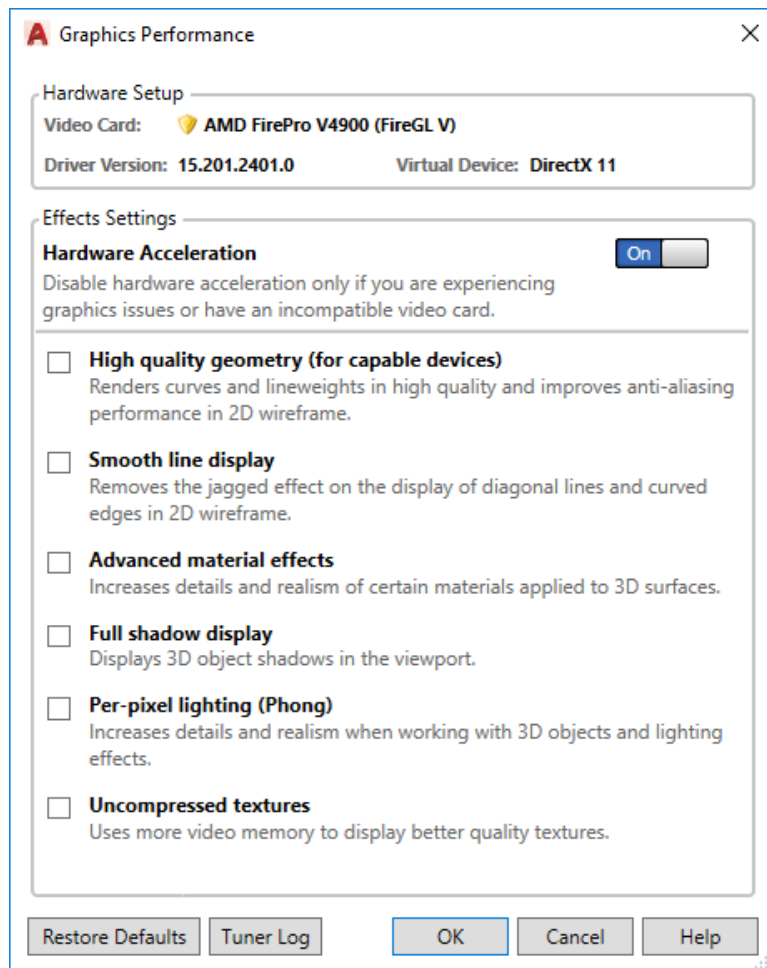 Graphics Performance
Hardware Setup
Video Card: AMD FirePro V4900 (FireGL V)
Driver Version: 15.201.2401.0 Virtual Device: DirectX 11
Effects Settings
Hardware Acceleration On
Disable hardware acceleration only if you are experiencing
graphics issues or have an incompatible video card.
High quality geometry (for capable devices)
Renders curves and lineweights in high quality and improves anti-aliasing
performance in 2D wireframe.
Smooth line display
Removes the jagged effect on the display of diagonal lines and curved
edges in 2D wireframe.
Advanced material effects
Increases details and realism of certain materials applied to 3D surfaces.
Full shadow display
Displays 3D object shadows in the viewport.
Per-pixel lighting (Phong)
Increases details and realism when working with 3D objects and lighting
effects.
Uncompressed textures
Uses more video memory to display better quality textures.
Restore Defaults Tuner Log OK Cancel Help